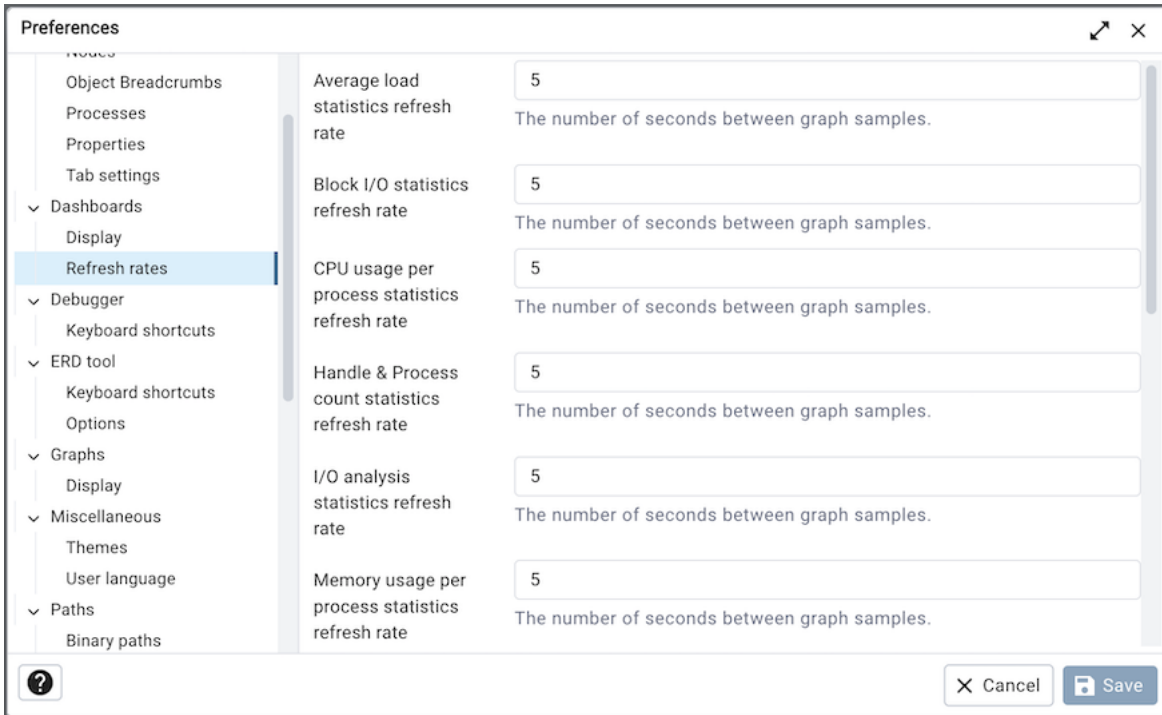 Preferences
Object Breadcrumbs
Processes
Properties
Tab settings
Dashboards
Display
Refresh rates
Debugger
Keyboard shortcuts
ERD tool
Keyboard shortcuts
Options
Graphs
Display
Miscellaneous
Themes
User language
Paths
Binary paths
Average load
statistics refresh
rate
5
The number of seconds between graph samples.
Block I/O statistics
refresh rate
5
The number of seconds between graph samples.
CPU usage per
process statistics
refresh rate
5
The number of seconds between graph samples.
Handle & Process
count statistics
refresh rate
5
The number of seconds between graph samples.
I/O analysis
statistics refresh
rate
5
The number of seconds between graph samples.
Memory usage per
process statistics
refresh rate
5
The number of seconds between graph samples.
?
Cancel
Save